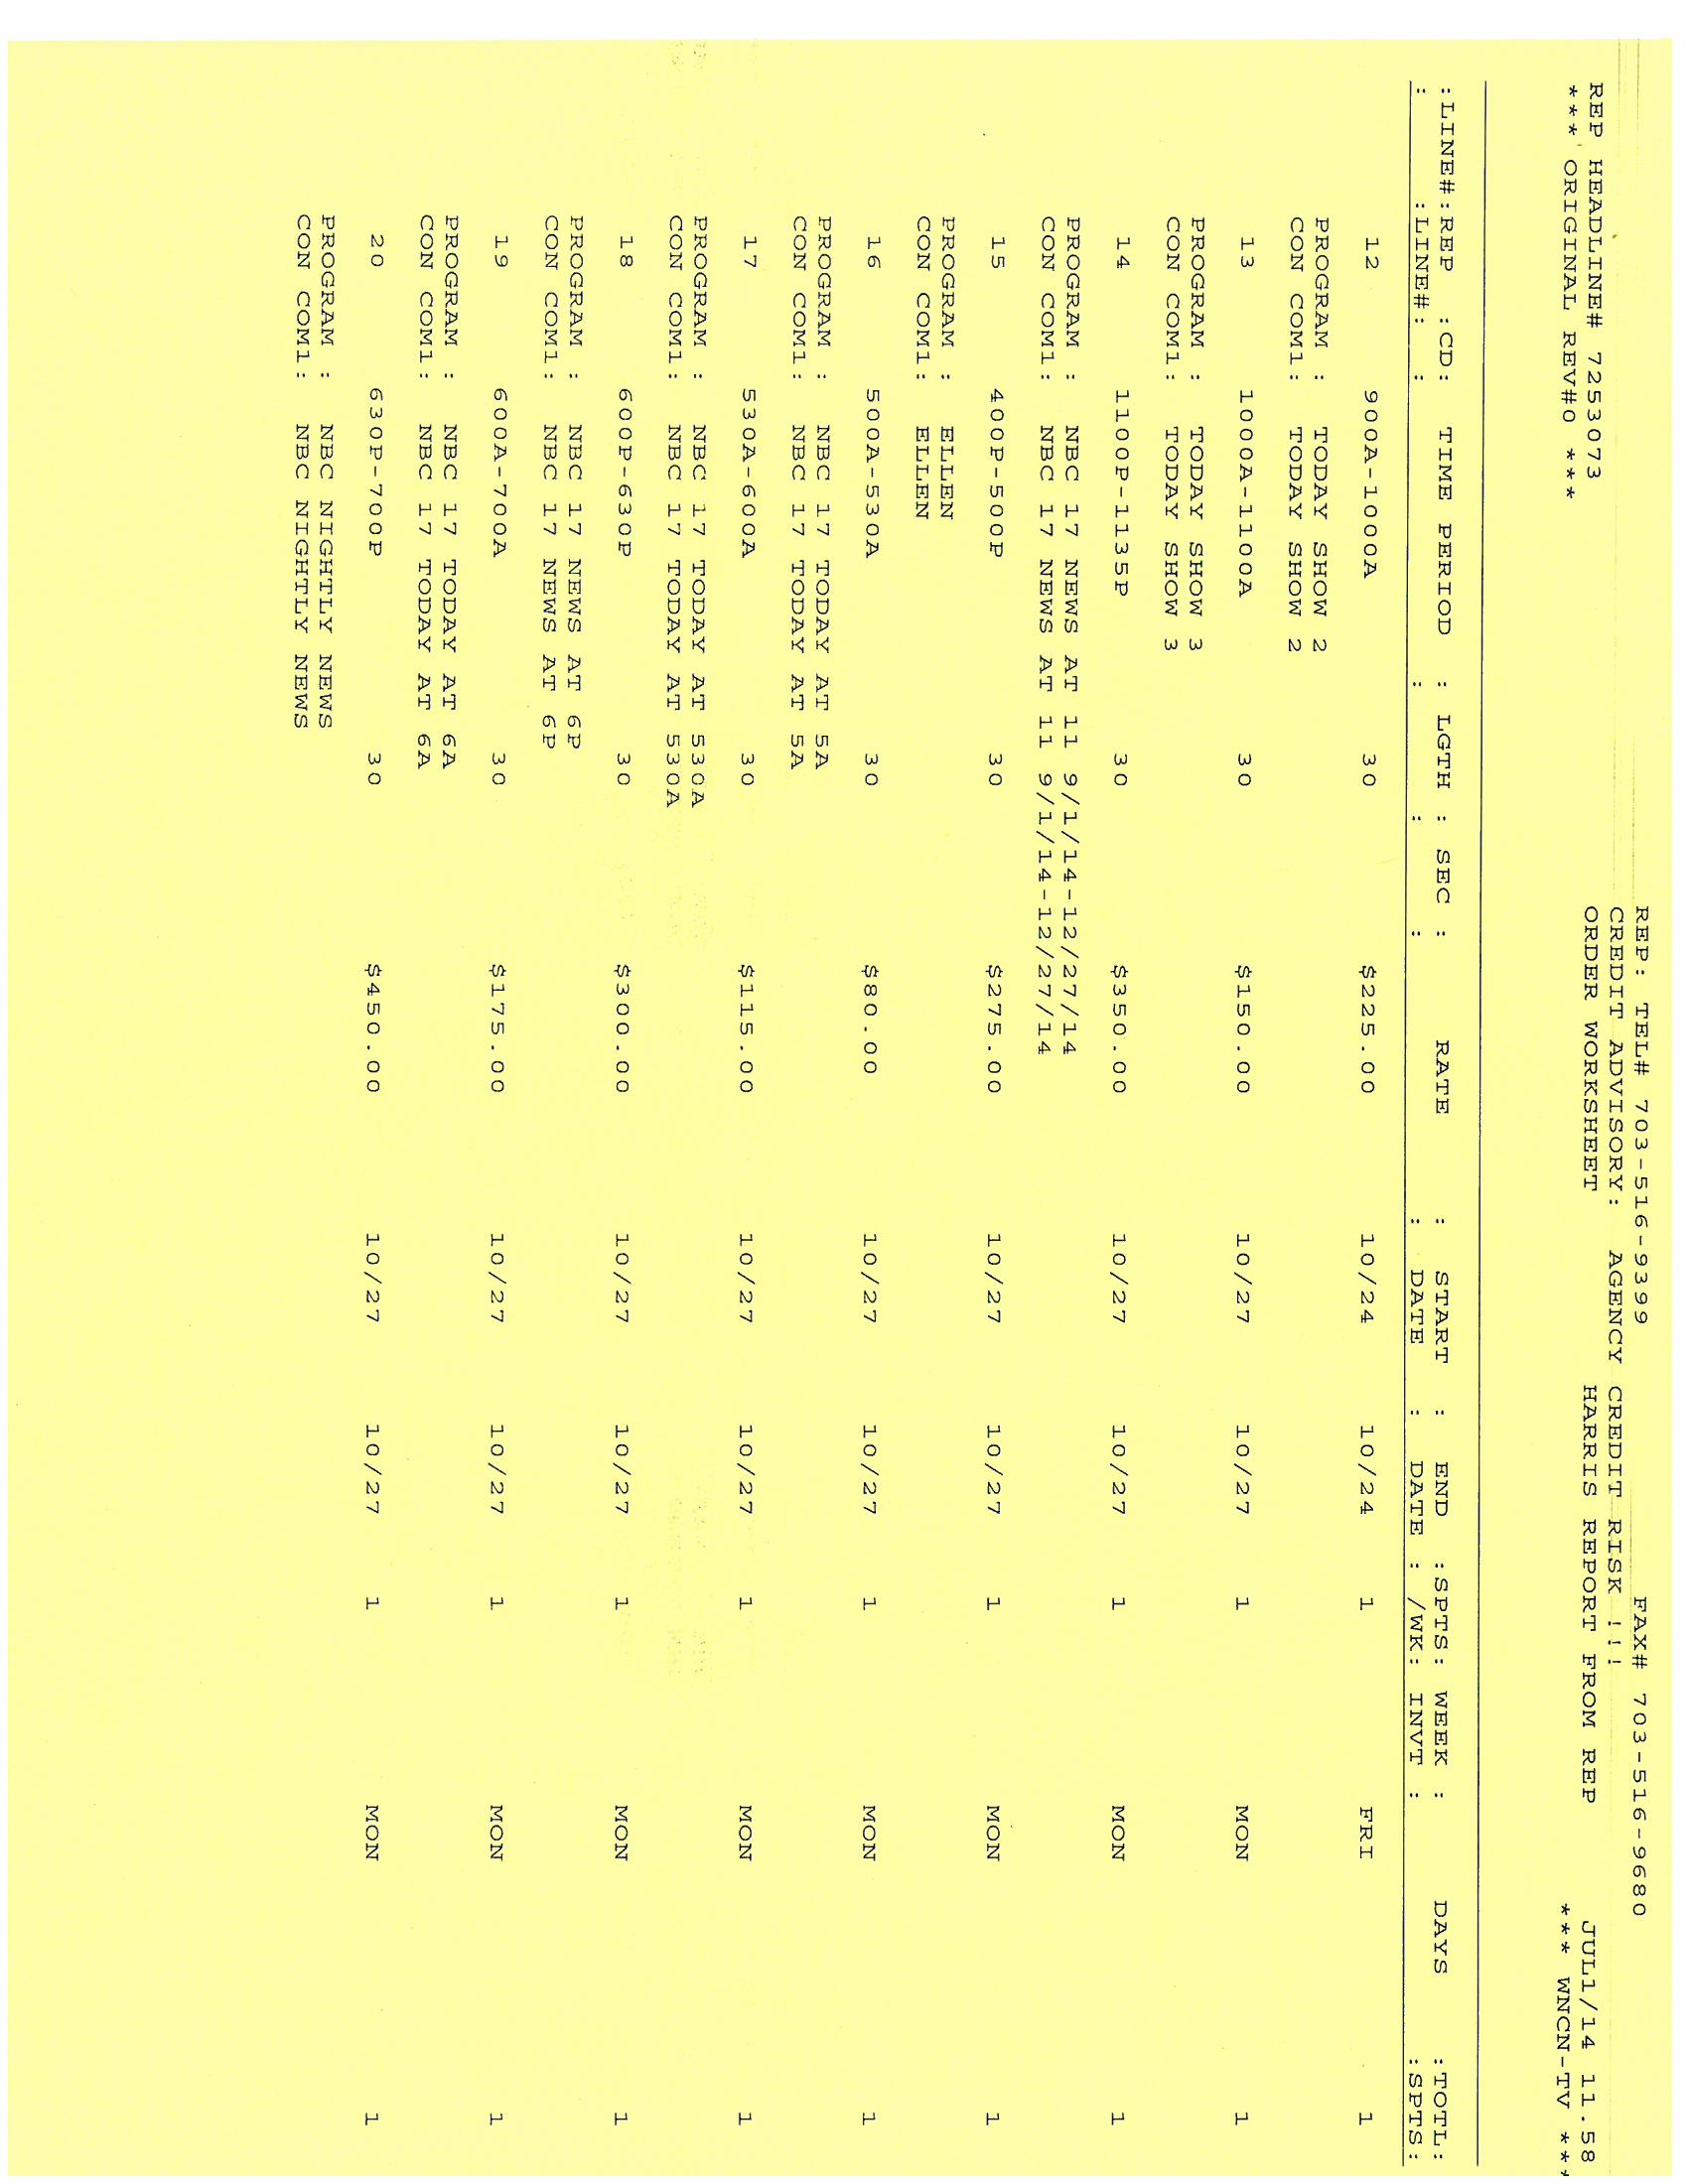 REP: TEL# 703-516-9399 FAX# 703-516-9680
CREDIT ADVISORY: AGENCY CREDIT RISK !!!
REP HEADLINE# 7253073 ORDER WORKSHEET HARRIS REPORT FROM REP JUL1/14 11.58
*** ORIGINAL REV#0 *** *** WNCN-TV ***
:LINE#:REP :CD: TIME PERIOD : LGTH : SEC : RATE : START : END :SPTS: WEEK : DAYS :TOTL:
: :LINE#: : : : : : DATE : DATE : /WK: INVT : :SPTS:
12 900A-1000A 30 $225.00 10/24 10/24 1 FRI 1
PROGRAM : TODAY SHOW 2
CON COM1: TODAY SHOW 2
13 1000A-1100A 30 $150.00 10/27 10/27 1 MON 1
PROGRAM : TODAY SHOW 3
CON COM1: TODAY SHOW 3
14 1100P-1135P 30 $350.00 10/27 10/27 1 MON 1
PROGRAM : NBC 17 NEWS AT 11 9/1/14-12/27/14
CON COM1: NBC 17 NEWS AT 11 9/1/14-12/27/14
15 400P-500P 30 $275.00 10/27 10/27 1 MON 1
PROGRAM : ELLEN
CON COM1: ELLEN
16 500A-530A 30 $80.00 10/27 10/27 1 MON 1
PROGRAM : NBC 17 TODAY AT 5A
CON COM1: NBC 17 TODAY AT 5A
17 530A-600A 30 $115.00 10/27 10/27 1 MON 1
PROGRAM : NBC 17 TODAY AT 530A
CON COM1: NBC 17 TODAY AT 530A
18 600P-630P 30 $300.00 10/27 10/27 1 MON 1
PROGRAM : NBC 17 NEWS AT 6P
CON COM1: NBC 17 NEWS AT 6P
19 600A-700A 30 $175.00 10/27 10/27 1 MON 1
PROGRAM : NBC 17 TODAY AT 6A
CON COM1: NBC 17 TODAY AT 6A
20 630P-700P 30 $450.00 10/27 10/27 1 MON 1
PROGRAM : NBC NIGHTLY NEWS
CON COM1: NBC NIGHTLY NEWS